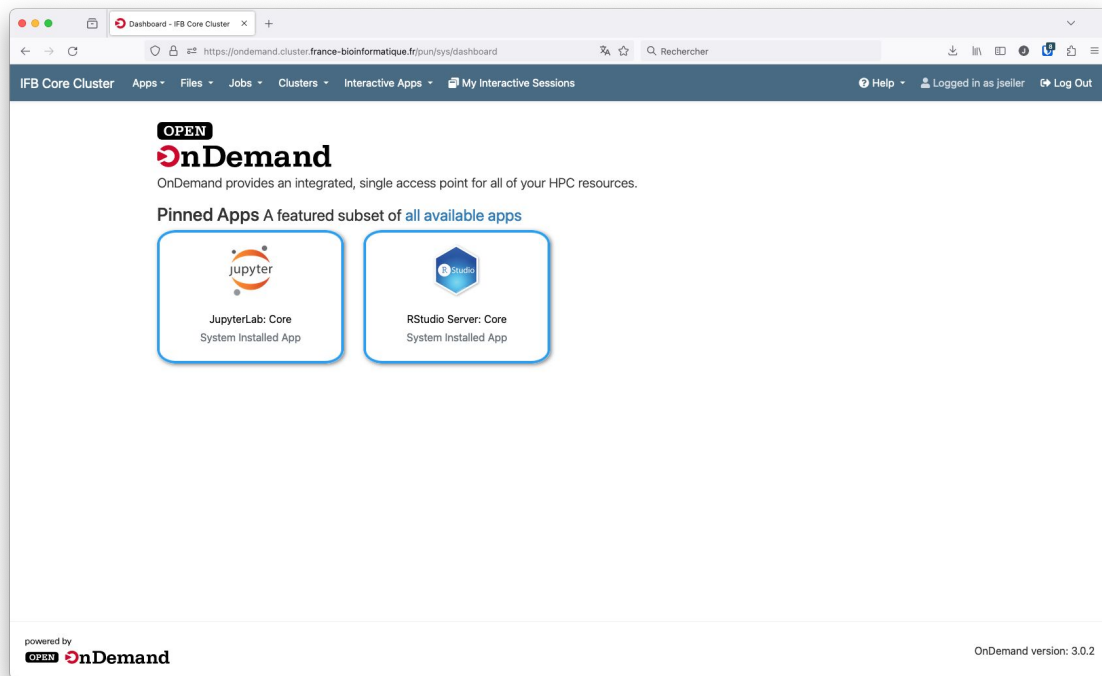 Dashboard - IFB Core Cluster
https://ondemand.cluster.france-bioinformatique.fr/pun/sys/dashboard
Rechercher
IFB Core Cluster Apps Files Jobs Clusters Interactive Apps My Interactive Sessions Help Logged in as jseiler Log Out
OPEN
OnDemand
OnDemand provides an integrated, single access point for all of your HPC resources.
Pinned Apps A featured subset of all available apps
jupyter
R Studio
JupyterLab: Core
System Installed App
RStudio Server: Core
System Installed App
powered by
OPEN OnDemand
OnDemand version: 3.0.2